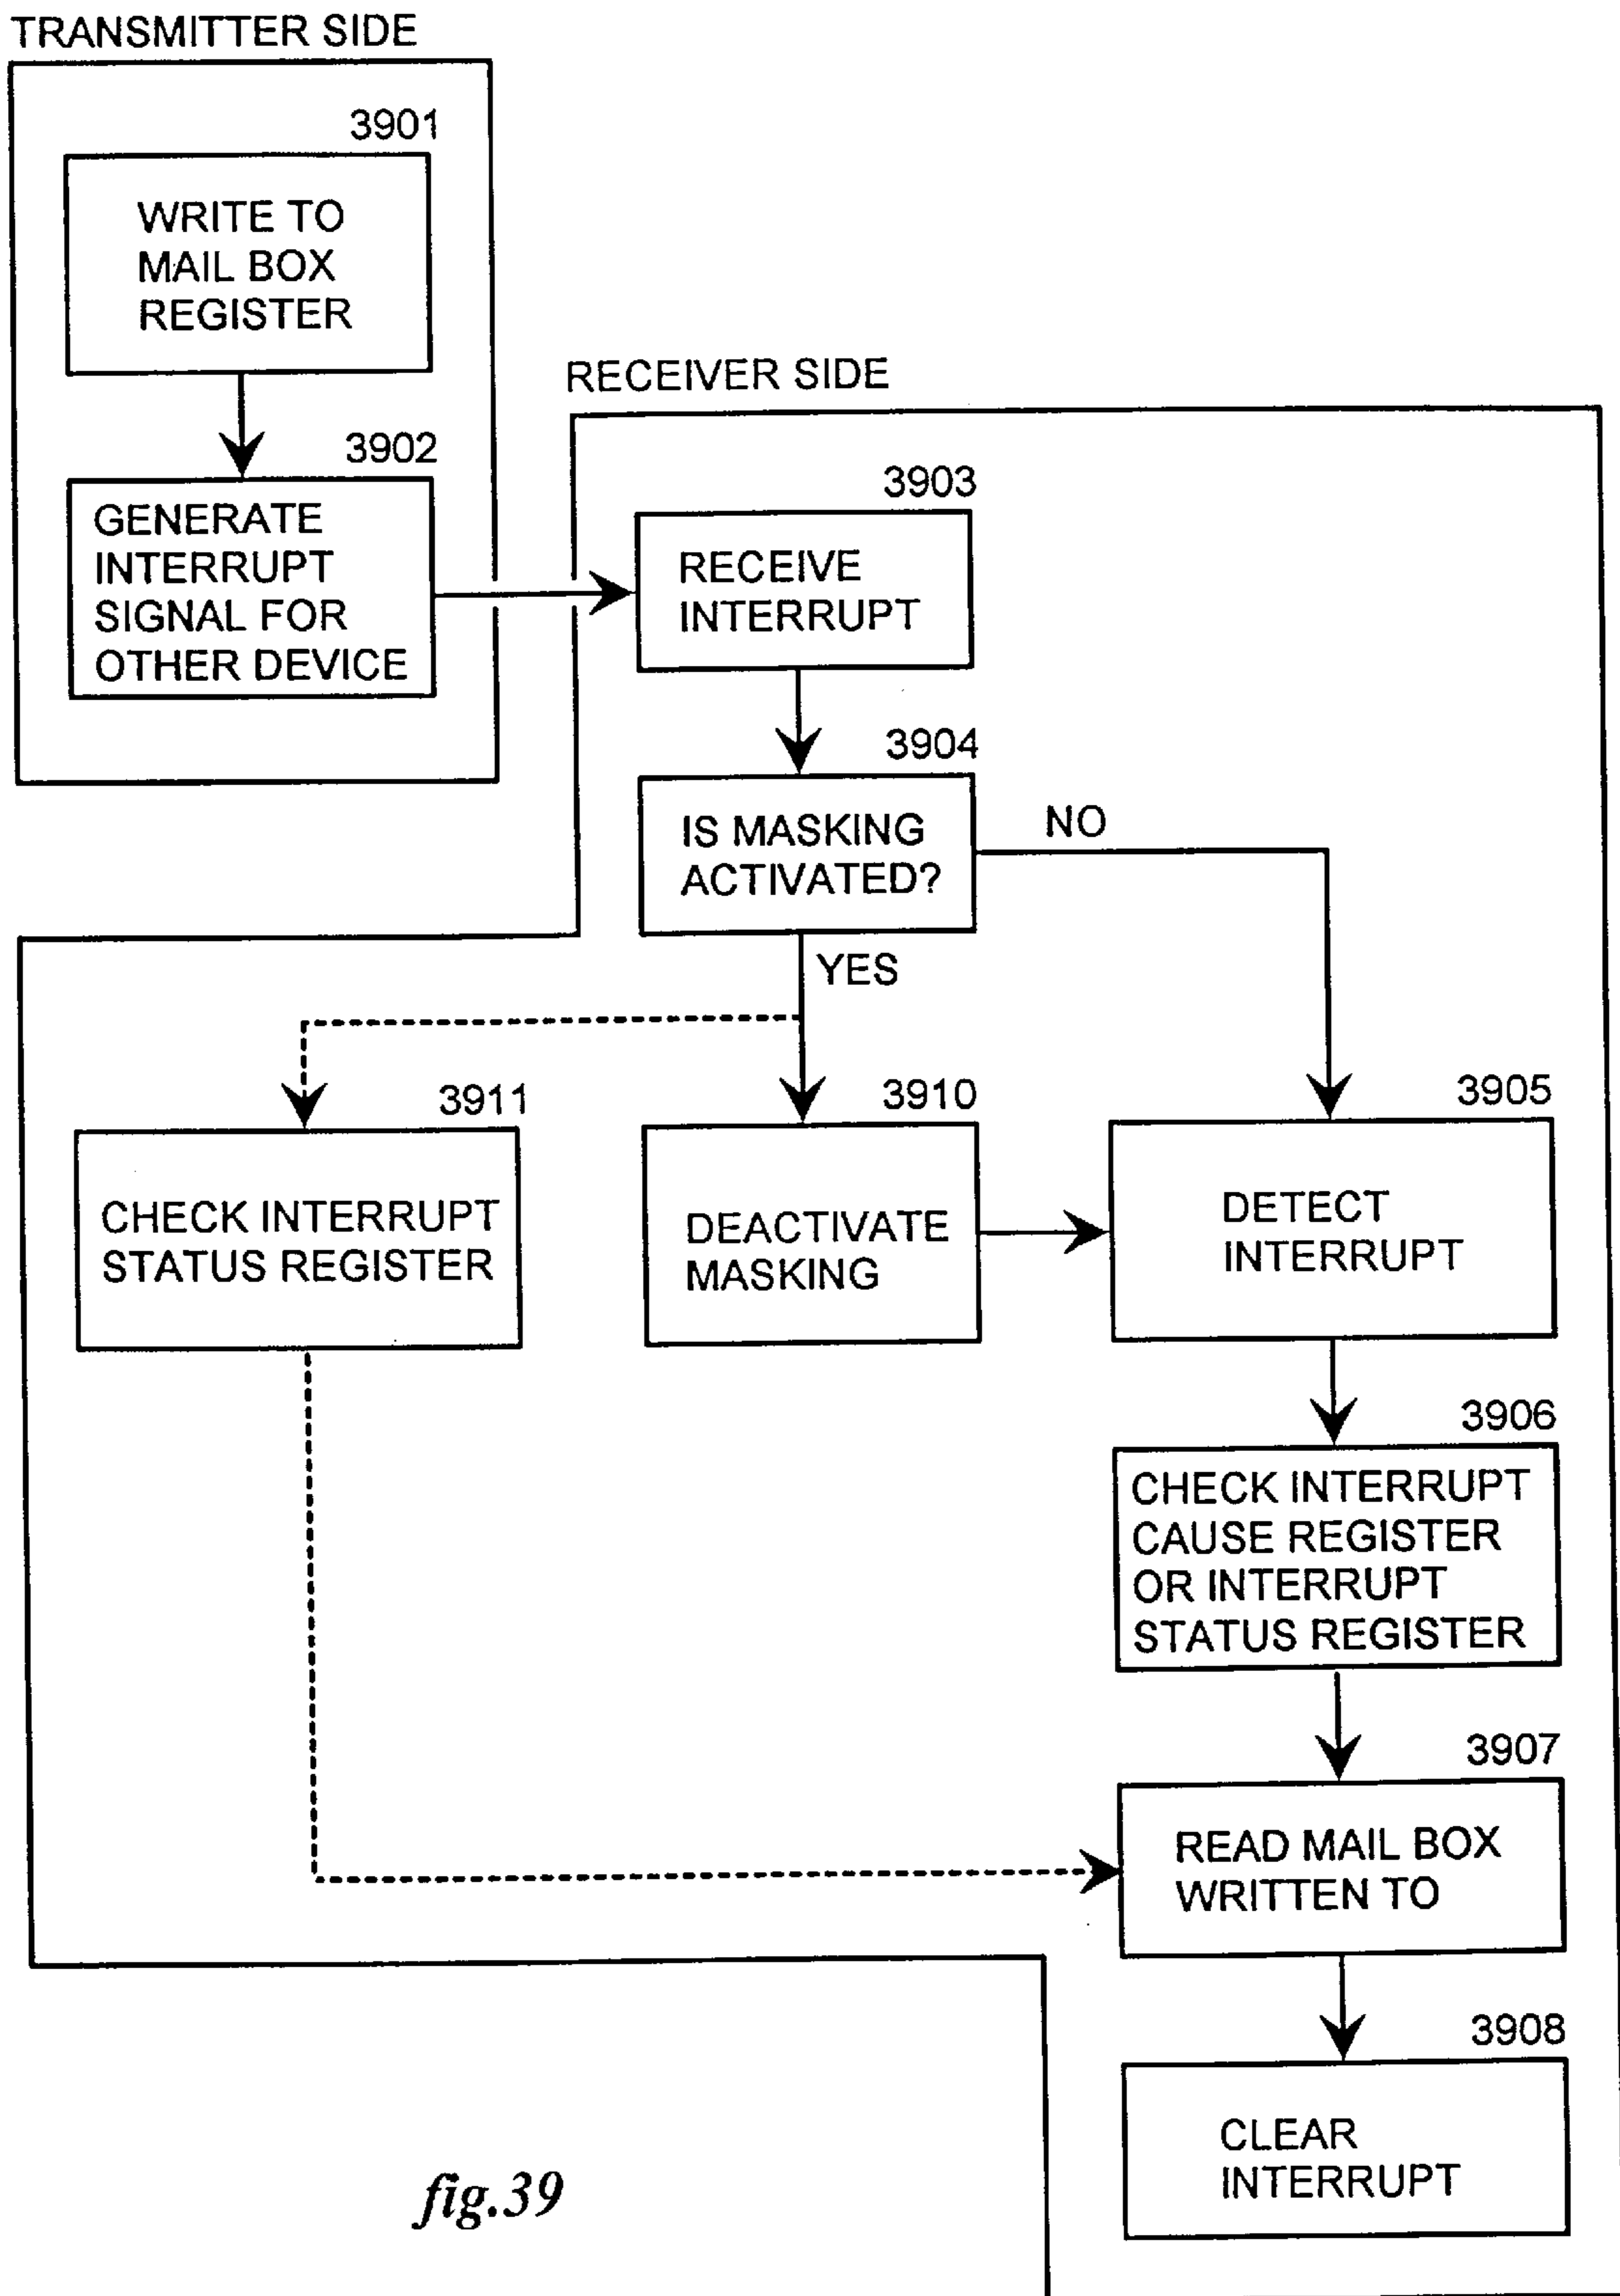 TRANSMITTER SIDE
3901
WRITE TO
MAIL BOX
REGISTER
3902
GENERATE
INTERRUPT
SIGNAL FOR
OTHER DEVICE
RECEIVER SIDE
3903
RECEIVE
INTERRUPT
3904
IS MASKING
ACTIVATED?
NO
YES
3911
CHECK INTERRUPT
STATUS REGISTER
3910
DEACTIVATE
MASKING
3905
DETECT
INTERRUPT
3906
CHECK INTERRUPT
CAUSE REGISTER
OR INTERRUPT
STATUS REGISTER
3907
READ MAIL BOX
WRITTEN TO
3908
CLEAR
INTERRUPT
fig.39